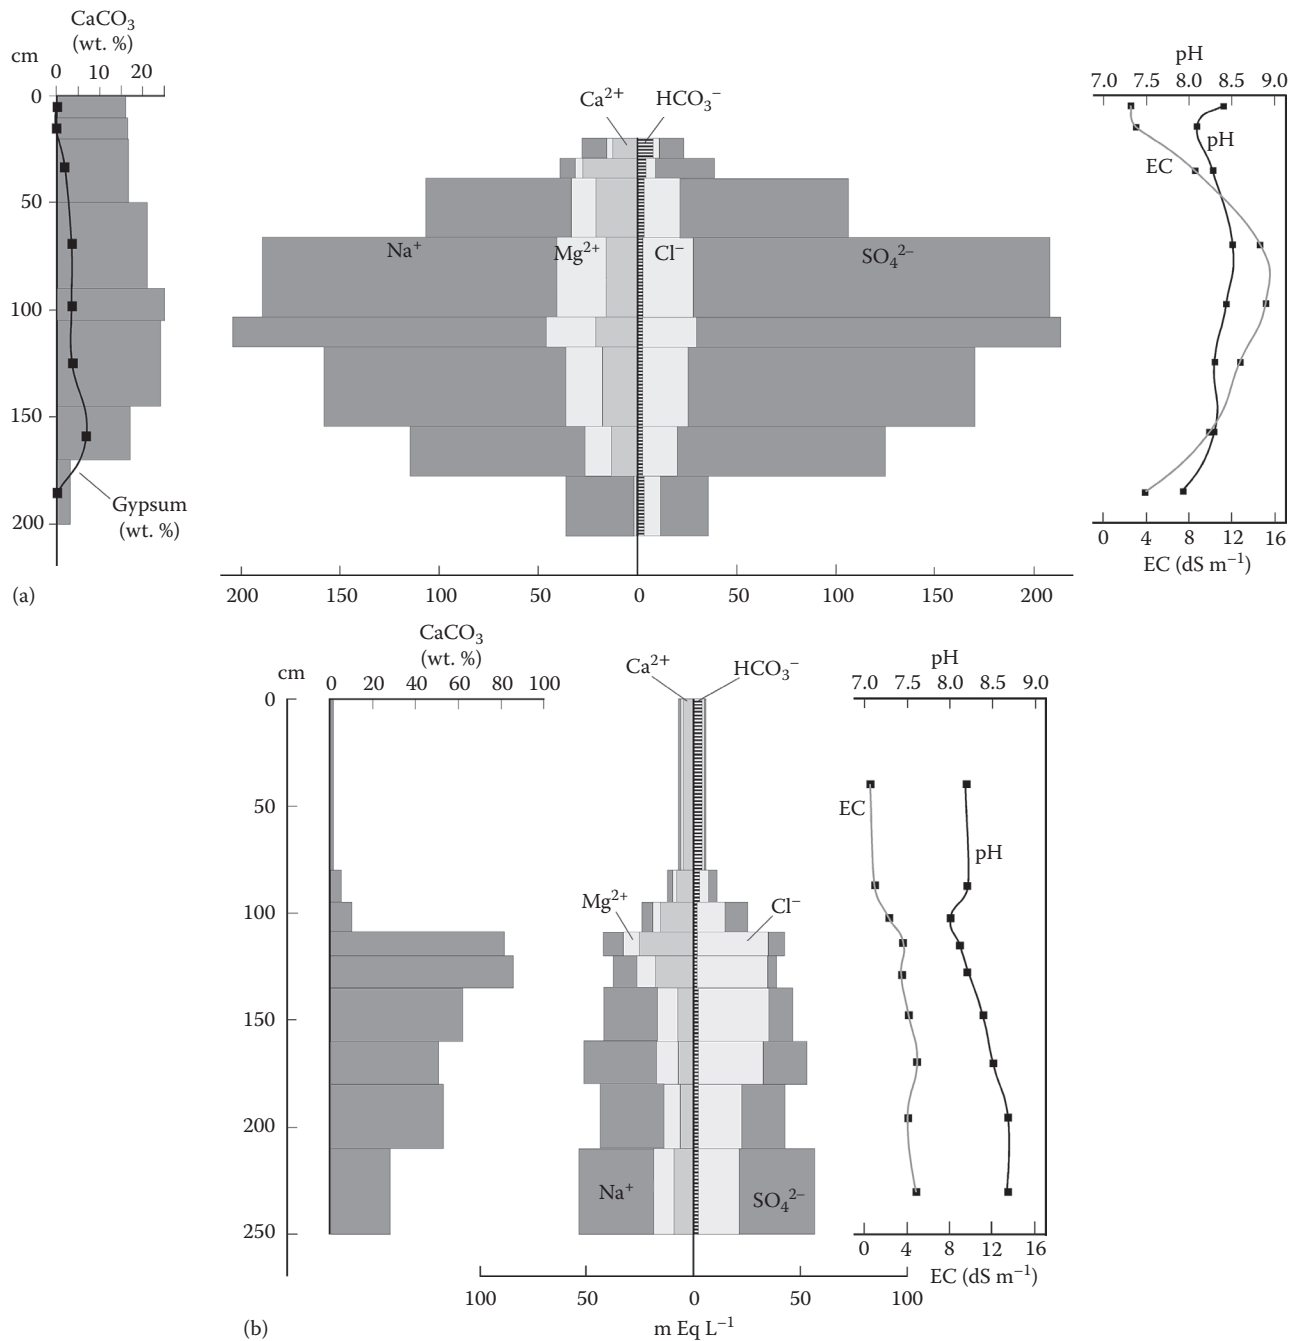 CaCO₃
(wt. %)
cm
0 10 20
0
50
100
150
200
Gypsum
(wt. %)
(a)
Ca²⁺
HCO₃⁻
Na⁺
Mg²⁺
Cl⁻
SO₄²⁻
200 150 100 50 0 50 100 150 200
pH
7.0 7.5 8.0 8.5 9.0
pH
EC
0 4 8 12 16
EC (dS m⁻¹)
CaCO₃
(wt. %)
cm
0 20 40 60 80 100
0
50
100
150
200
250
Ca²⁺
HCO₃⁻
Mg²⁺
Cl⁻
Na⁺
SO₄²⁻
100 50 0 50 100
m Eq L⁻¹
pH
7.0 7.5 8.0 8.5 9.0
EC
pH
0 4 8 12 16
EC (dS m⁻¹)
(b)